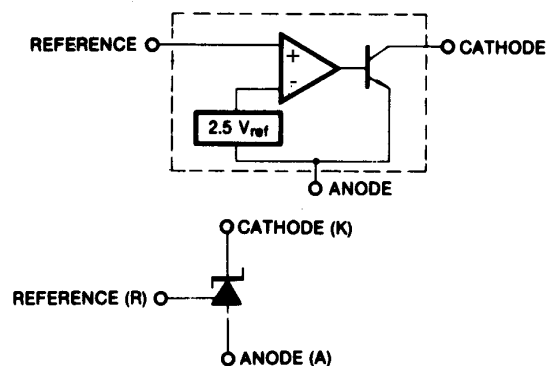 REFERENCE
+
-
CATHODE
2.5 Vref
ANODE
CATHODE (K)
REFERENCE (R)
ANODE (A)